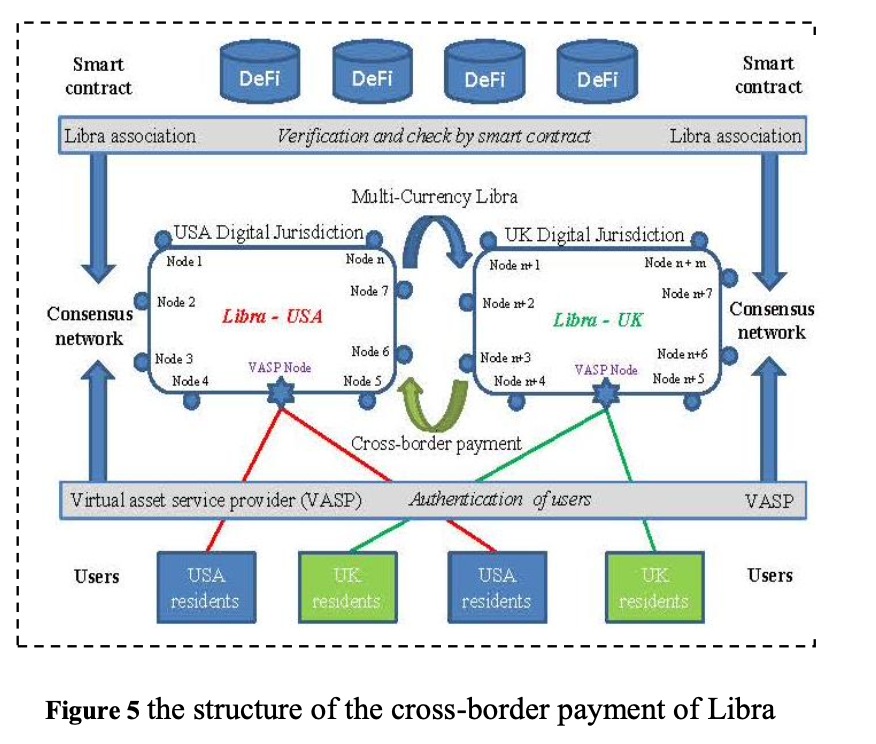 Smart
contract
DeFi DeFi DeFi DeFi
Smart
contract
Libra association Verification and check by smart contract Libra association
Multi-Currency Libra
USA Digital Jurisdiction
UK Digital Jurisdiction
Node 1
Node n
Node 2
Node 7
Libra - USA
Node 3
Node 6
VASP Node
Node 4
Node 5
Node n+1
Node n+ m
Node n+2
Node n+7
Libra - UK
Node n+3
Node n+6
VASP Node
Node n+4
Node n+5
Consensus
network
Consensus
network
Cross-border payment
Virtual asset service provider (VASP) Authentication of users VASP
Users
USA
residents
UK
residents
USA
residents
UK
residents
Users
Figure 5 the structure of the cross-border payment of Libra